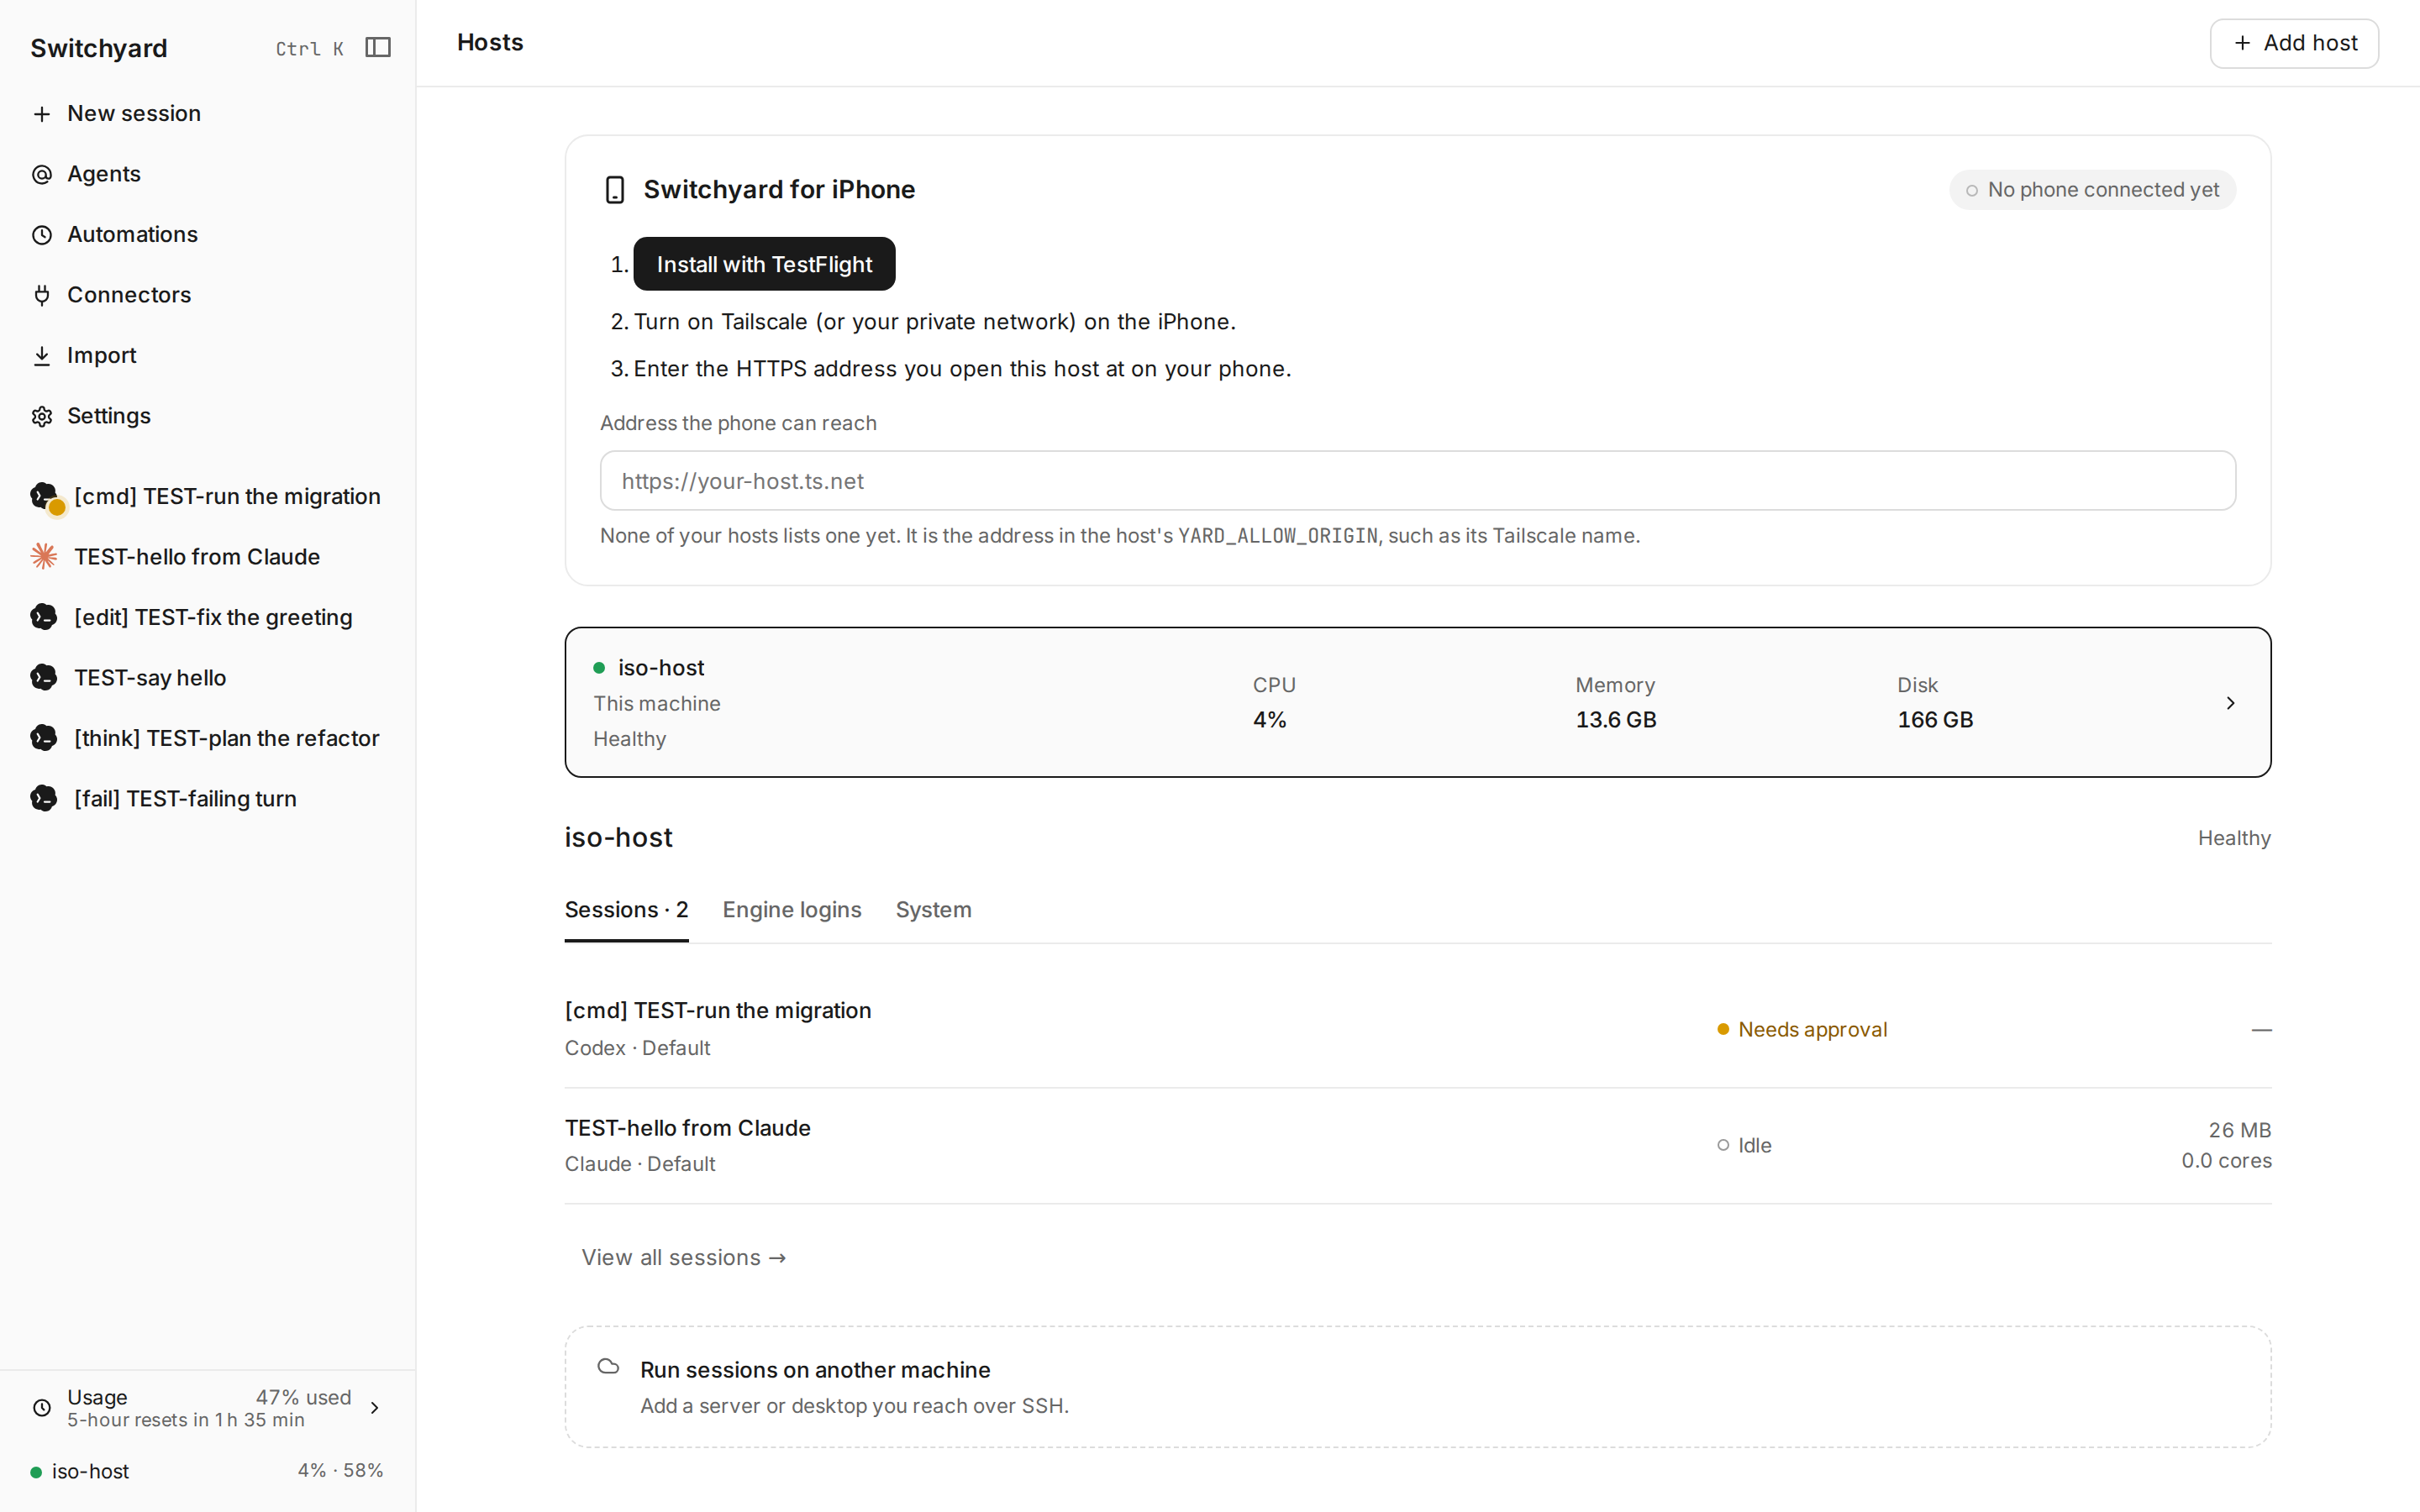 Switchyard
Ctrl K
New session
Agents
Automations
Connectors
Import
Settings
[cmd] TEST-run the migration
TEST-hello from Claude
[edit] TEST-fix the greeting
TEST-say hello
[think] TEST-plan the refactor
[fail] TEST-failing turn
Usage
47% used
5-hour resets in 1 h 35 min
iso-host
4% · 58%
Hosts
+ Add host
Switchyard for iPhone
No phone connected yet
1. Install with TestFlight
2. Turn on Tailscale (or your private network) on the iPhone.
3. Enter the HTTPS address you open this host at on your phone.
Address the phone can reach
https://your-host.ts.net
None of your hosts lists one yet. It is the address in the host's YARD_ALLOW_ORIGIN, such as its Tailscale name.
iso-host
This machine
Healthy
CPU
4%
Memory
13.6 GB
Disk
166 GB
iso-host
Healthy
Sessions · 2
Engine logins
System
[cmd] TEST-run the migration
Codex · Default
Needs approval
—
TEST-hello from Claude
Claude · Default
Idle
26 MB
0.0 cores
View all sessions →
Run sessions on another machine
Add a server or desktop you reach over SSH.